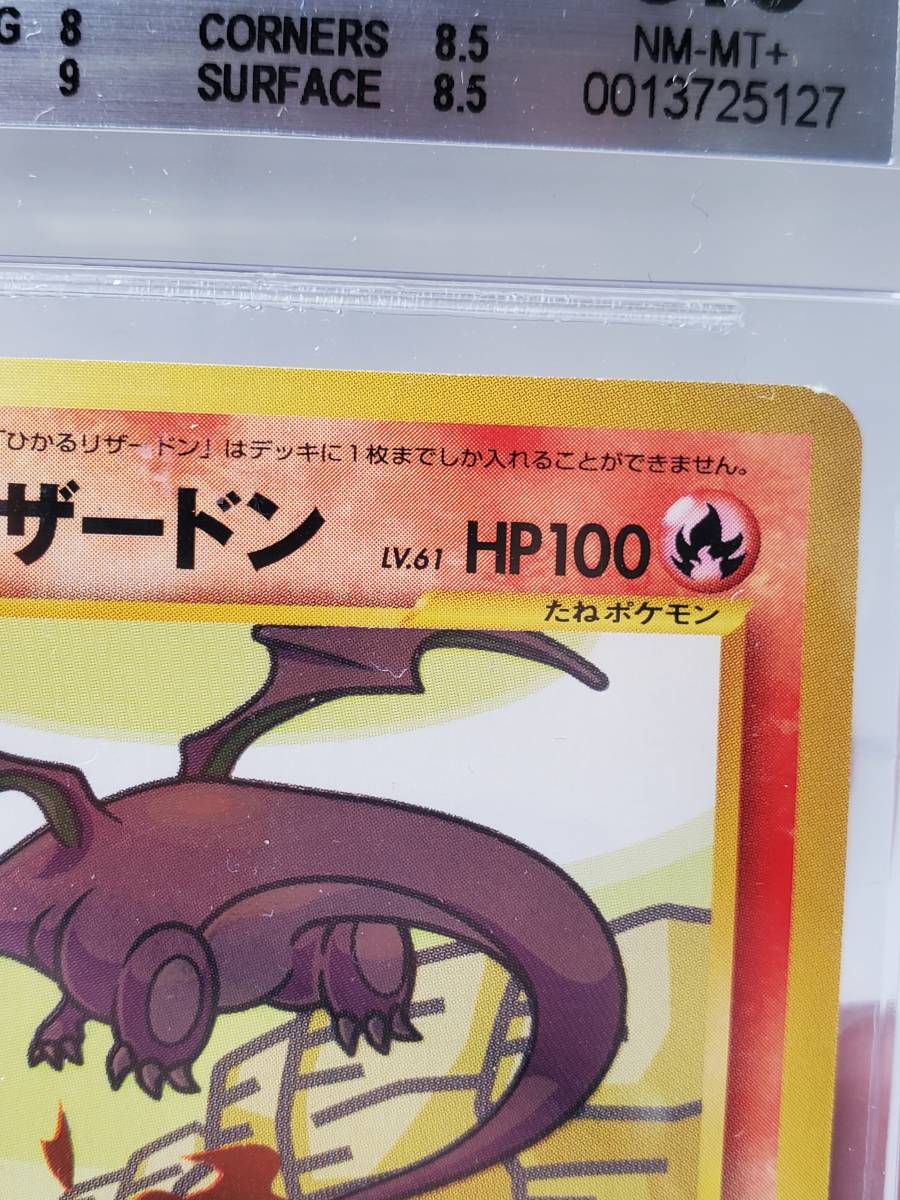 G 8 CORNERS 8.5 NM-MT+
9 SURFACE 8.5 0013725127
「ひかるリザードン」はデッキに1枚までしか入れることができません。
ザードン LV.61 HP100
たねポケモン